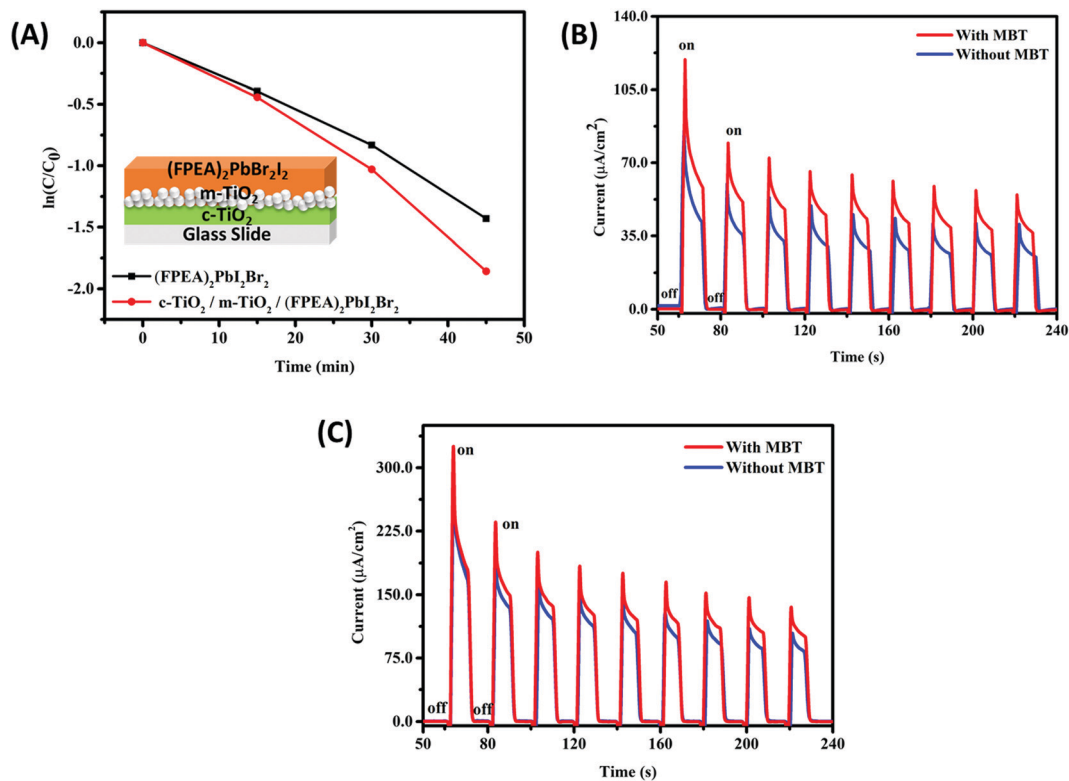 (A)
ln(C/C₀)
0.0
-0.5
-1.0
-1.5
-2.0
(FPEA)₂PbBr₂I₂
m-TiO₂
c-TiO₂
Glass Slide
(FPEA)₂PbI₂Br₂
c-TiO₂ / m-TiO₂ / (FPEA)₂PbI₂Br₂
0 10 20 30 40 50
Time (min)
(B)
Current (μA/cm²)
140.0
105.0
70.0
35.0
0.0
With MBT
Without MBT
on
on
off
off
50 80 120 160 200 240
Time (s)
(C)
Current (μA/cm²)
300.0
225.0
150.0
75.0
0.0
With MBT
Without MBT
on
on
off
off
50 80 120 160 200 240
Time (s)